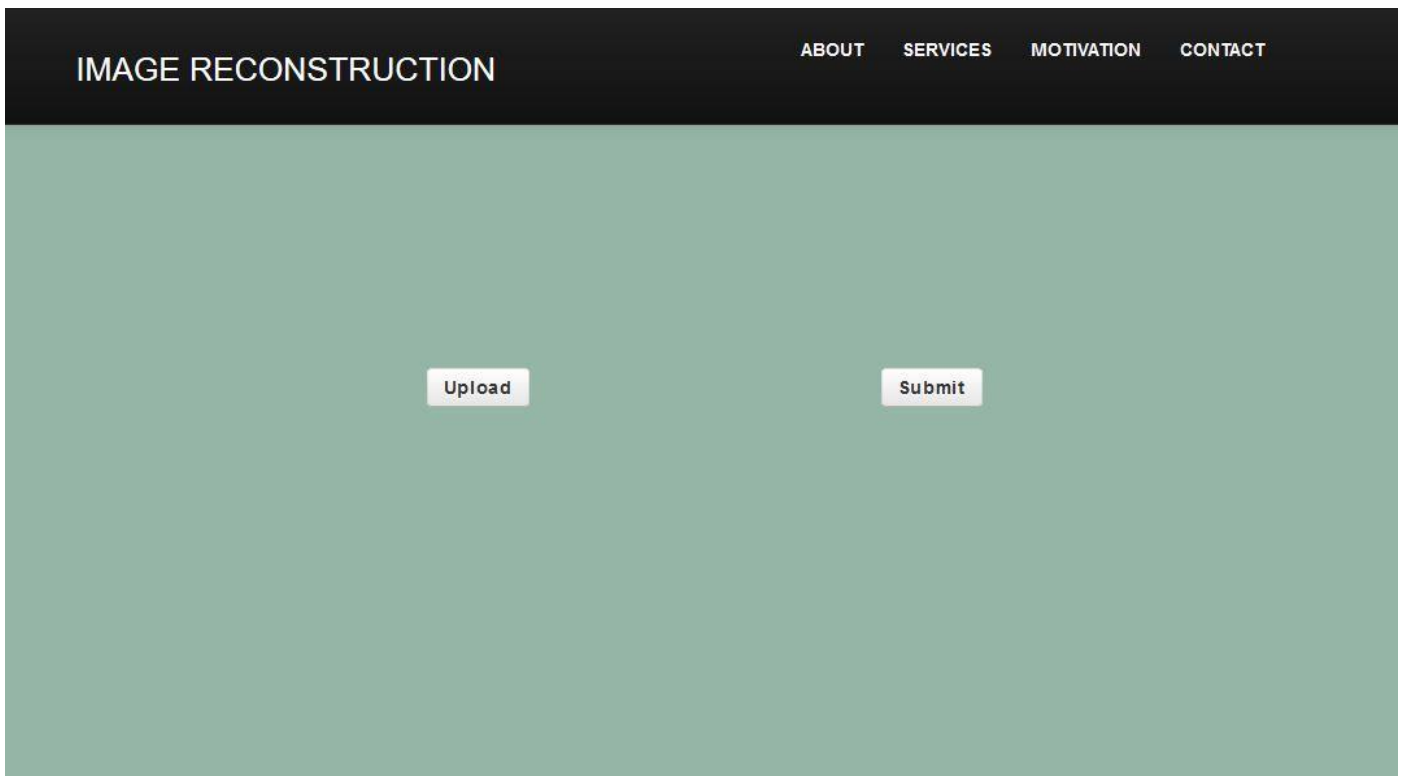 IMAGE RECONSTRUCTION
ABOUT SERVICES MOTIVATION CONTACT
Upload Submit